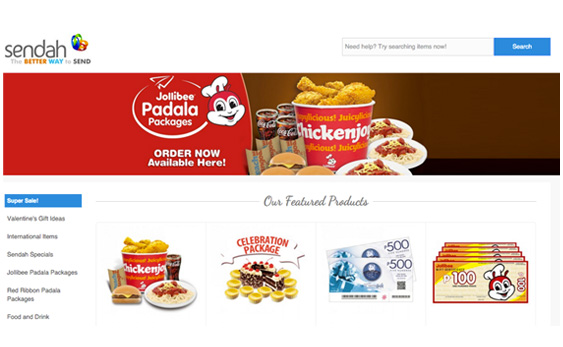 sendah
The BETTER WAY to SEND
Need help? Try searching items now!
Search
Jollibee
Padala
Packages
ORDER NOW
Available Here!
Juicylicious!
Chickenjoy
Super Sale!
Valentine's Gift Ideas
International Items
Sendah Specials
Jollibee Padala Packages
Red Ribbon Padala
Packages
Food and Drink
Our Featured Products
Chickenjoy
CELEBRATION
PACKAGE
500
500
Jollibee
₱100